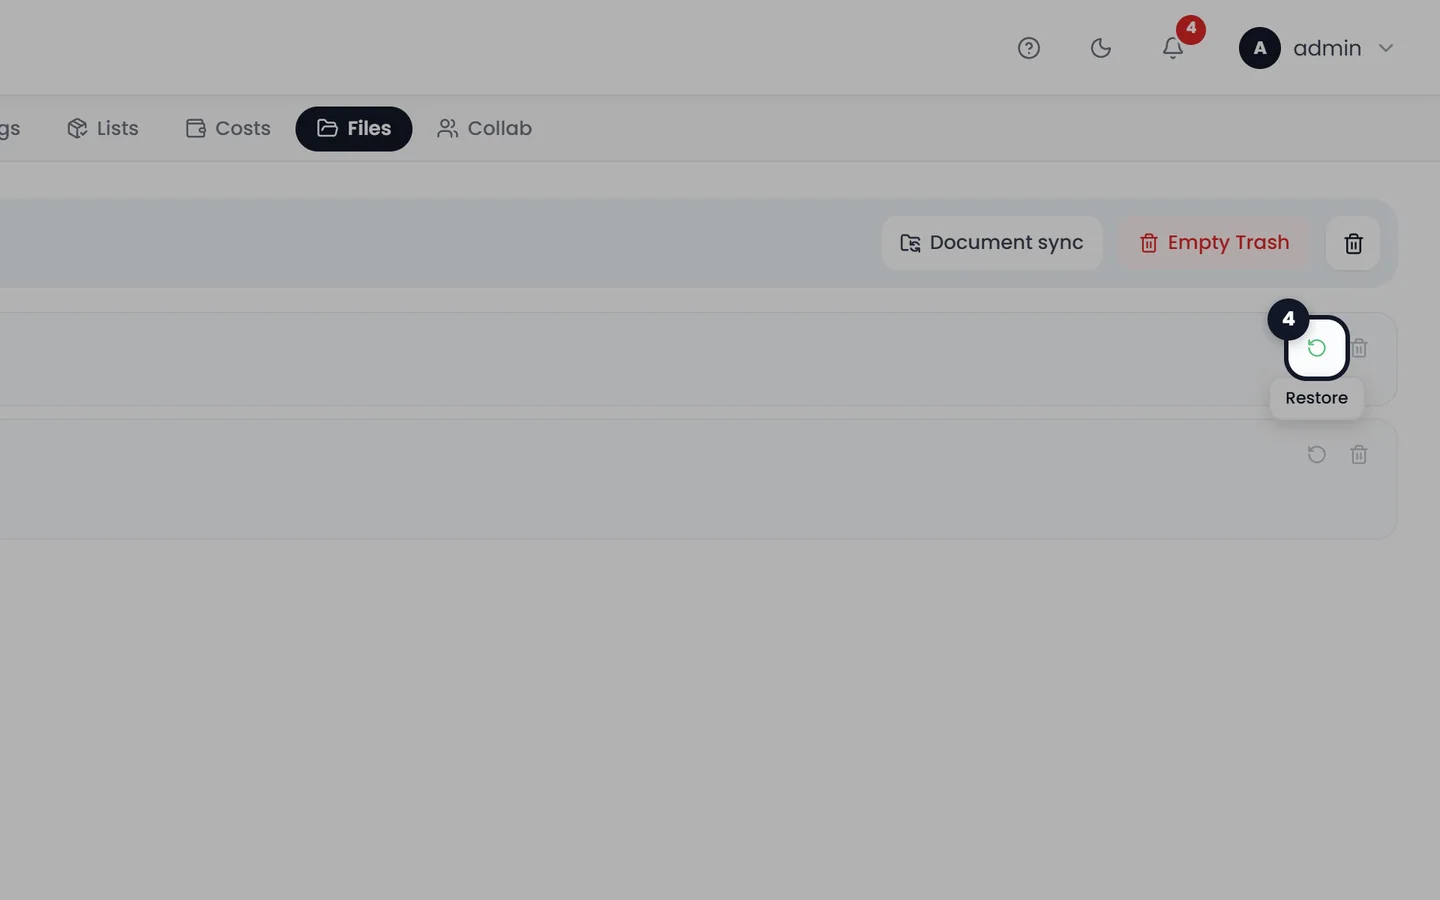 4
A admin
gs Lists Costs Files Collab
Document sync Empty Trash
4
Restore